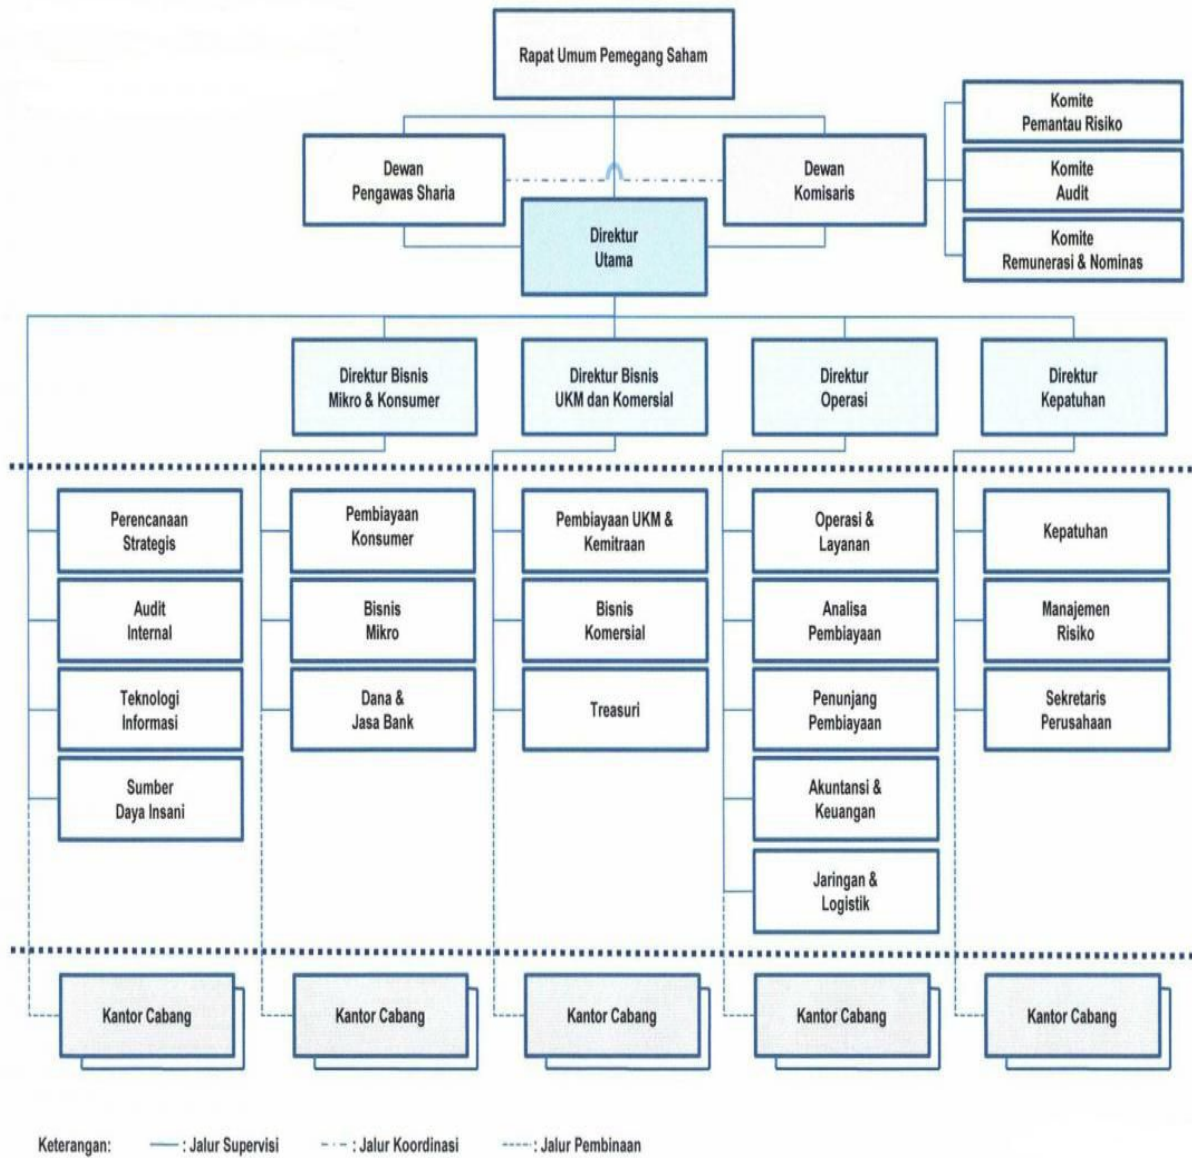 Rapat Umum Pemegang Saham
Komite
Pemantau Risiko
Dewan
Pengawas Sharia
Dewan
Komisaris
Komite
Audit
Direktur
Utama
Komite
Remunerasi & Nominas
Direktur Bisnis
Mikro & Konsumer
Direktur Bisnis
UKM dan Komersial
Direktur
Operasi
Direktur
Kepatuhan
Perencanaan
Strategis
Pembiayaan
Konsumer
Pembiayaan UKM &
Kemitraan
Operasi &
Layanan
Kepatuhan
Audit
Internal
Bisnis
Mikro
Bisnis
Komersial
Analisa
Pembiayaan
Manajemen
Risiko
Teknologi
Informasi
Dana &
Jasa Bank
Treasuri
Penunjang
Pembiayaan
Sekretaris
Perusahaan
Sumber
Daya Insani
Akuntansi &
Keuangan
Jaringan &
Logistik
Kantor Cabang
Kantor Cabang
Kantor Cabang
Kantor Cabang
Kantor Cabang
Keterangan: : Jalur Supervisi : Jalur Koordinasi : Jalur Pembinaan